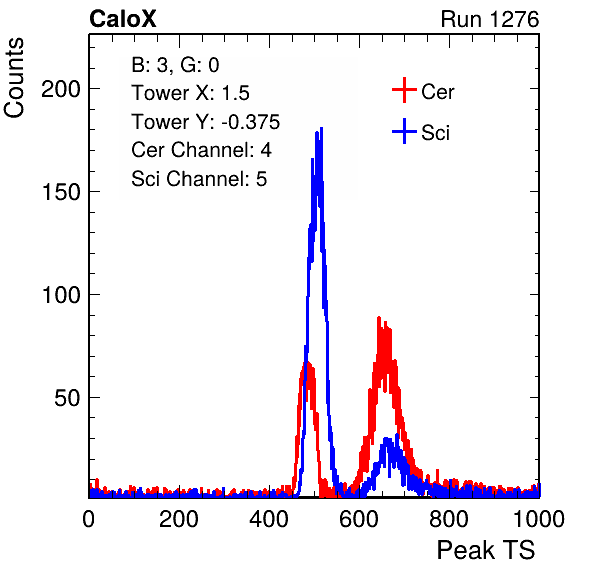 CaloX Run 1276
Counts
B: 3, G: 0
Tower X: 1.5
Tower Y: -0.375
Cer Channel: 4
Sci Channel: 5
Cer
Sci
200
150
100
50
0 200 400 600 800 1000
Peak TS